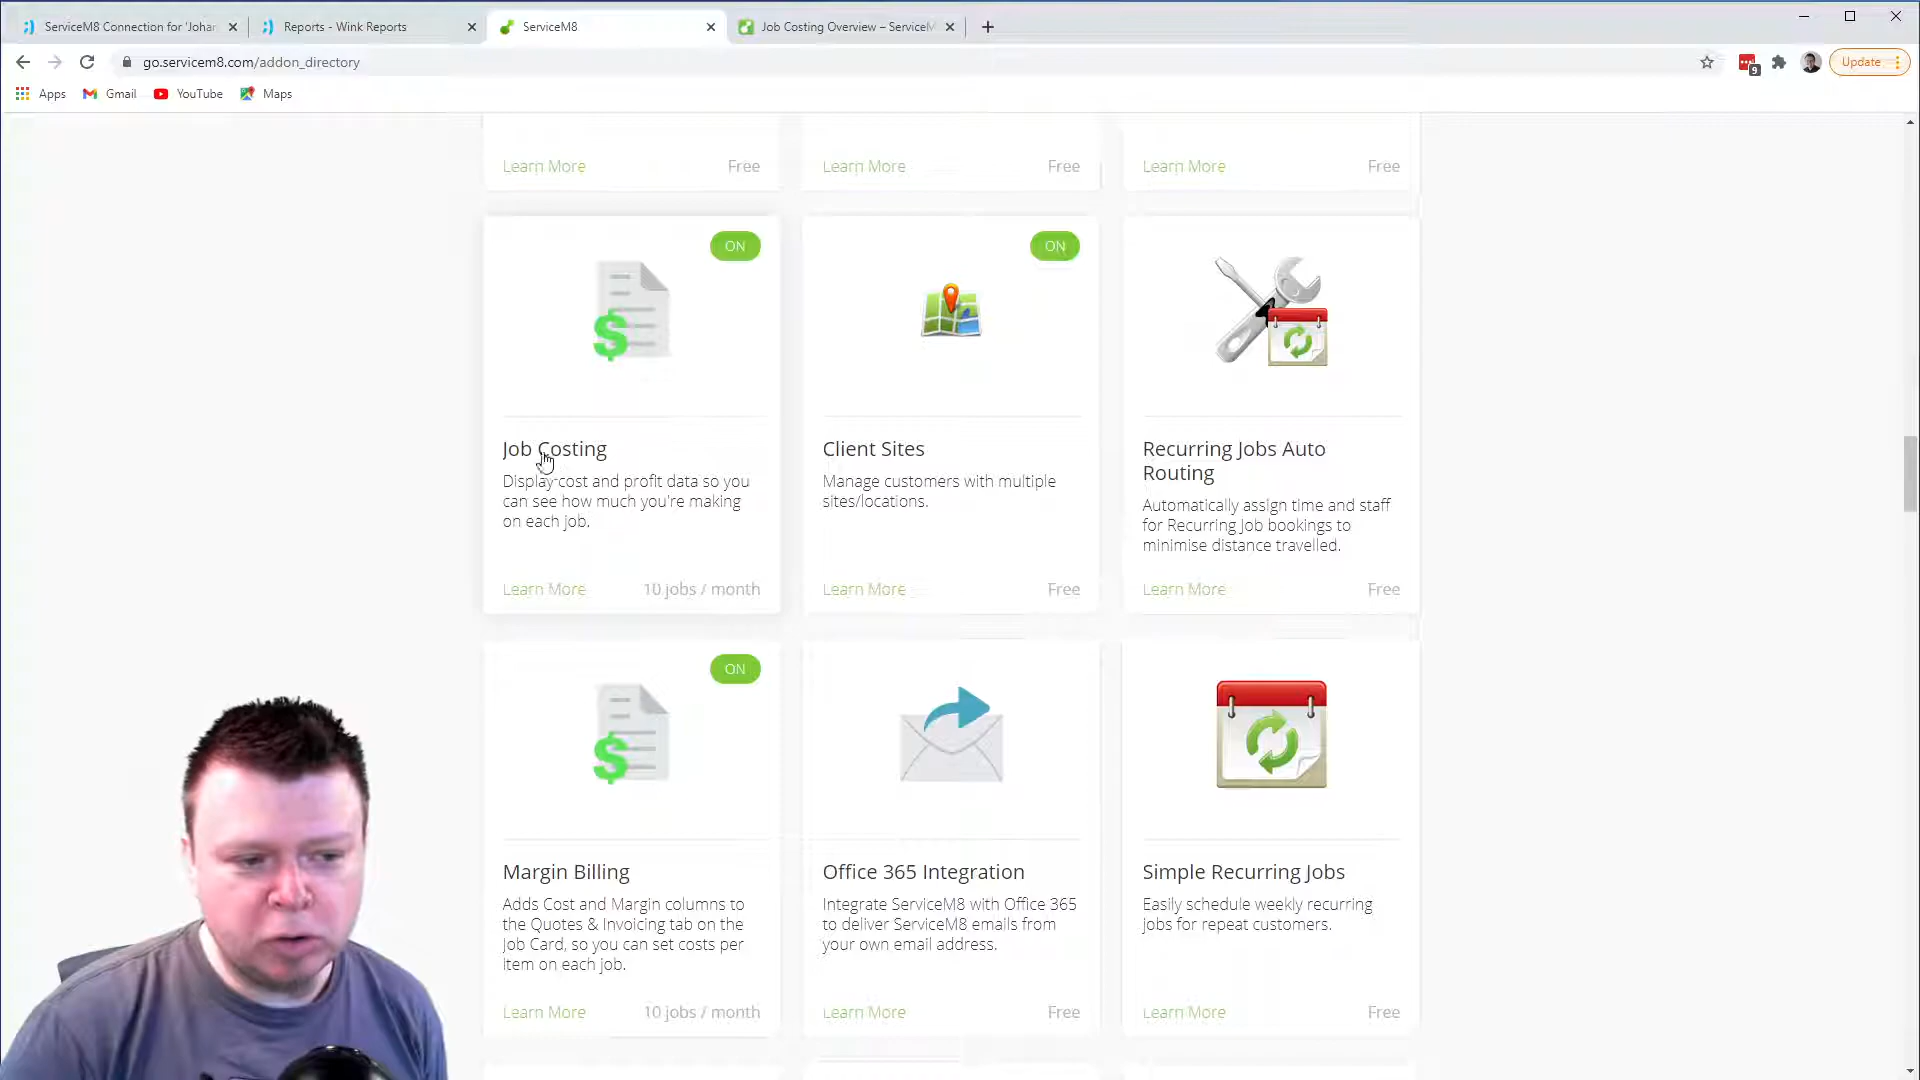 ServiceM8 Connection for 'Johar
Reports - Wink Reports
ServiceM8
Job Costing Overview – ServiceM
go.servicem8.com/addon_directory
9
Update
Apps
Gmail
YouTube
Maps
Learn More Free
Learn More Free
Learn More Free
ON
Job Costing
Display cost and profit data so you
can see how much you're making
on each job.
Learn More 10 jobs / month
ON
Client Sites
Manage customers with multiple
sites/locations.
Learn More Free
Recurring Jobs Auto
Routing
Automatically assign time and staff
for Recurring Job bookings to
minimise distance travelled.
Learn More Free
ON
Margin Billing
Adds Cost and Margin columns to
the Quotes & Invoicing tab on the
Job Card, so you can set costs per
item on each job.
Learn More 10 jobs / month
Office 365 Integration
Integrate ServiceM8 with Office 365
to deliver ServiceM8 emails from
your own email address.
Learn More Free
Simple Recurring Jobs
Easily schedule weekly recurring
jobs for repeat customers.
Learn More Free